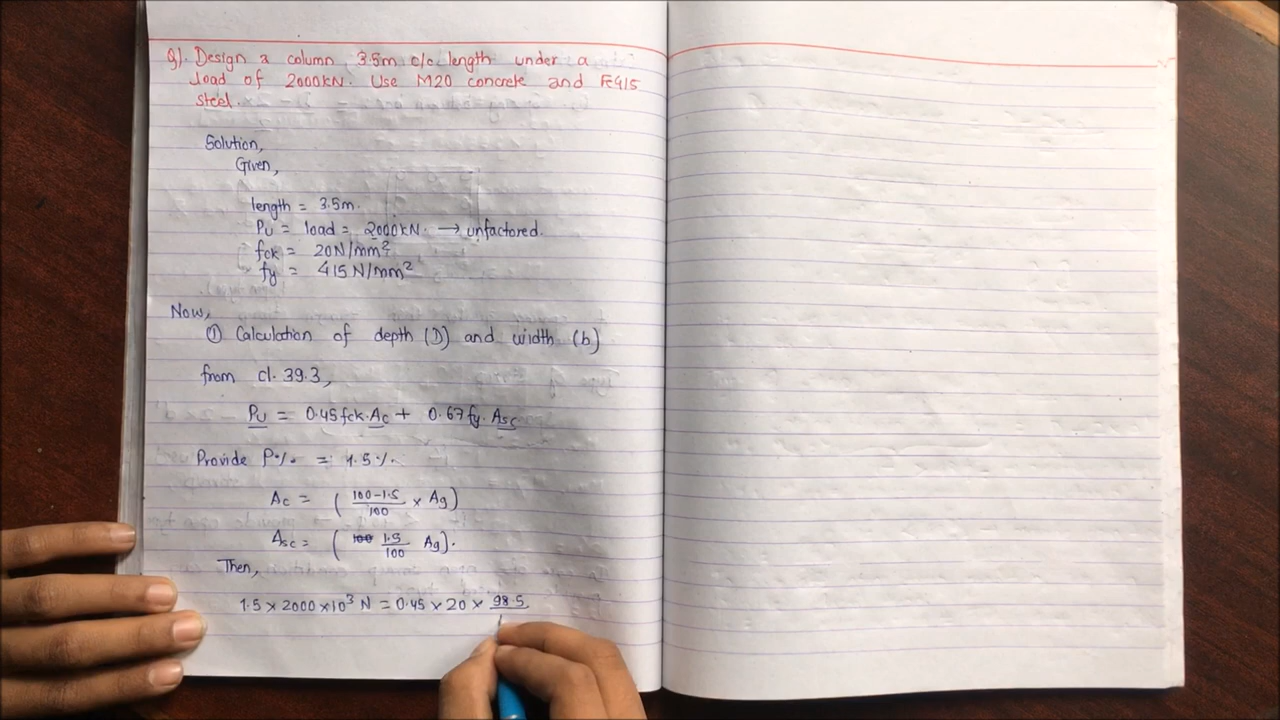 Q1. Design a column 3.5m c/c length under a
load of 2000kN. Use M20 concrete and Fe415
steel.
Solution,
Given,
length = 3.5m.
Pu = load = 2000kN. → unfactored.
fck = 20N/mm²
fy = 415 N/mm²
Now,
① Calculation of depth (D) and width (b)
from cl. 39.3,
Pu = 0.45fck.Ac + 0.67fy.Asc
Provide P% = 1.5%.
Ac = (100-1.5/100 × Ag)
Asc = (1.5/100 Ag).
Then,
1.5 × 2000 × 10³ N = 0.45 × 20 × 98.5